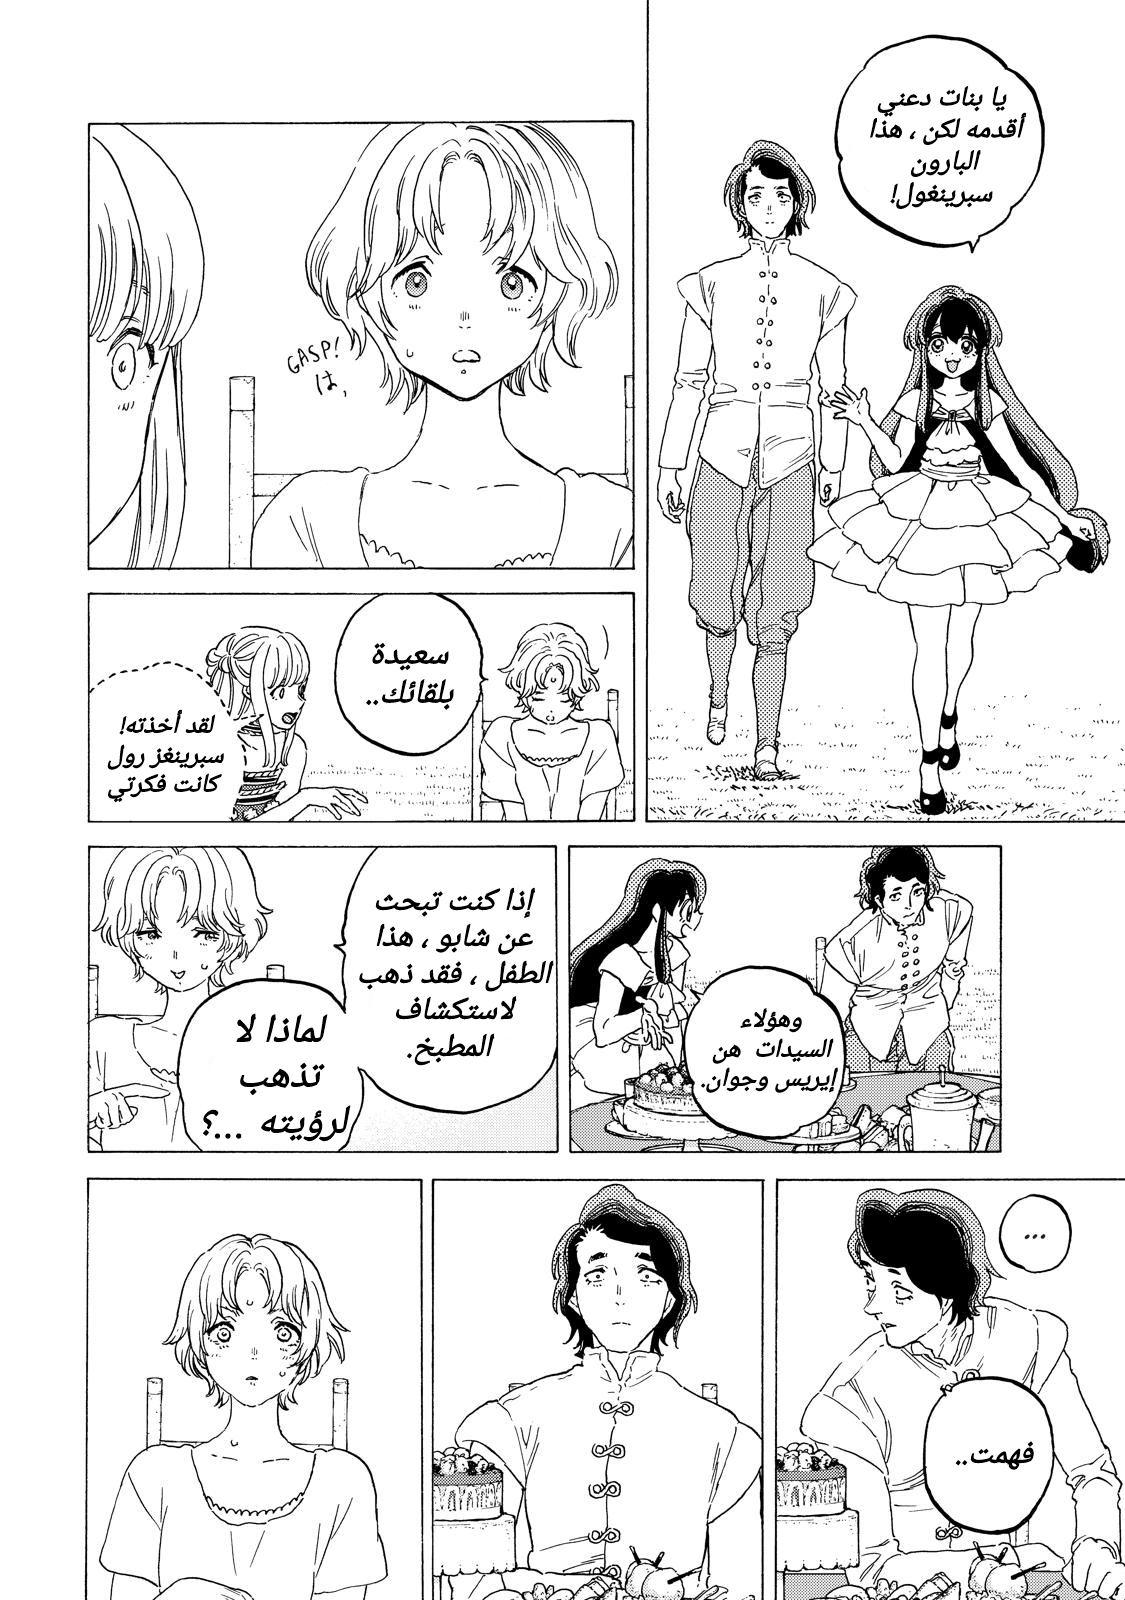 يا بنات دعني
أقدمه لكن ، هذا
البارون
سبرينغول!
GASP!
は,
سعيدة
بلقائك..
لقد أخذته!
سبرينغز رول
كانت فكرتي
وهؤلاء
السيدات هن
إيريس وجوان.
إذا كنت تبحث
عن شابو ، هذا
الطفل ، فقد ذهب
لاستكشاف
المطبخ.
لماذا لا
تذهب
لرؤيته ...؟
...
فهمت..